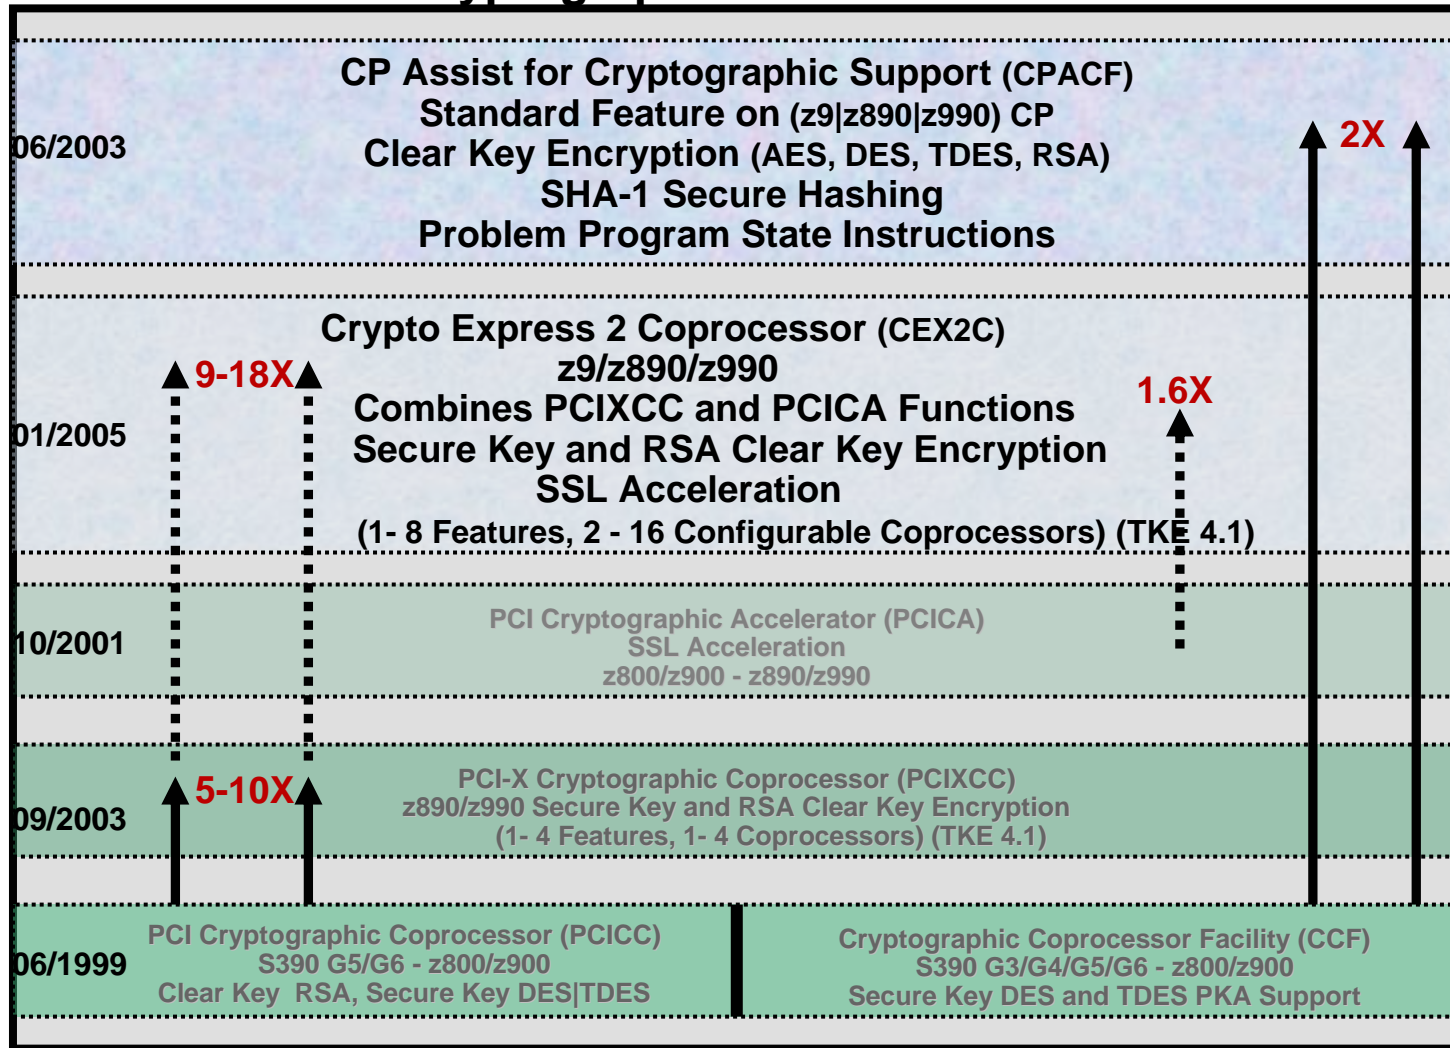 06/2003
CP Assist for Cryptographic Support (CPACF)
Standard Feature on (z9|z890|z990) CP
Clear Key Encryption (AES, DES, TDES, RSA)
SHA-1 Secure Hashing
Problem Program State Instructions
2X
01/2005
Crypto Express 2 Coprocessor (CEX2C)
z9/z890/z990
Combines PCIXCC and PCICA Functions
Secure Key and RSA Clear Key Encryption
SSL Acceleration
(1- 8 Features, 2 - 16 Configurable Coprocessors) (TKE 4.1)
9-18X
1.6X
10/2001
PCI Cryptographic Accelerator (PCICA)
SSL Acceleration
z800/z900 - z890/z990
09/2003
5-10X
PCI-X Cryptographic Coprocessor (PCIXCC)
z890/z990 Secure Key and RSA Clear Key Encryption
(1- 4 Features, 1- 4 Coprocessors) (TKE 4.1)
06/1999
PCI Cryptographic Coprocessor (PCICC)
S390 G5/G6 - z800/z900
Clear Key RSA, Secure Key DES|TDES
Cryptographic Coprocessor Facility (CCF)
S390 G3/G4/G5/G6 - z800/z900
Secure Key DES and TDES PKA Support